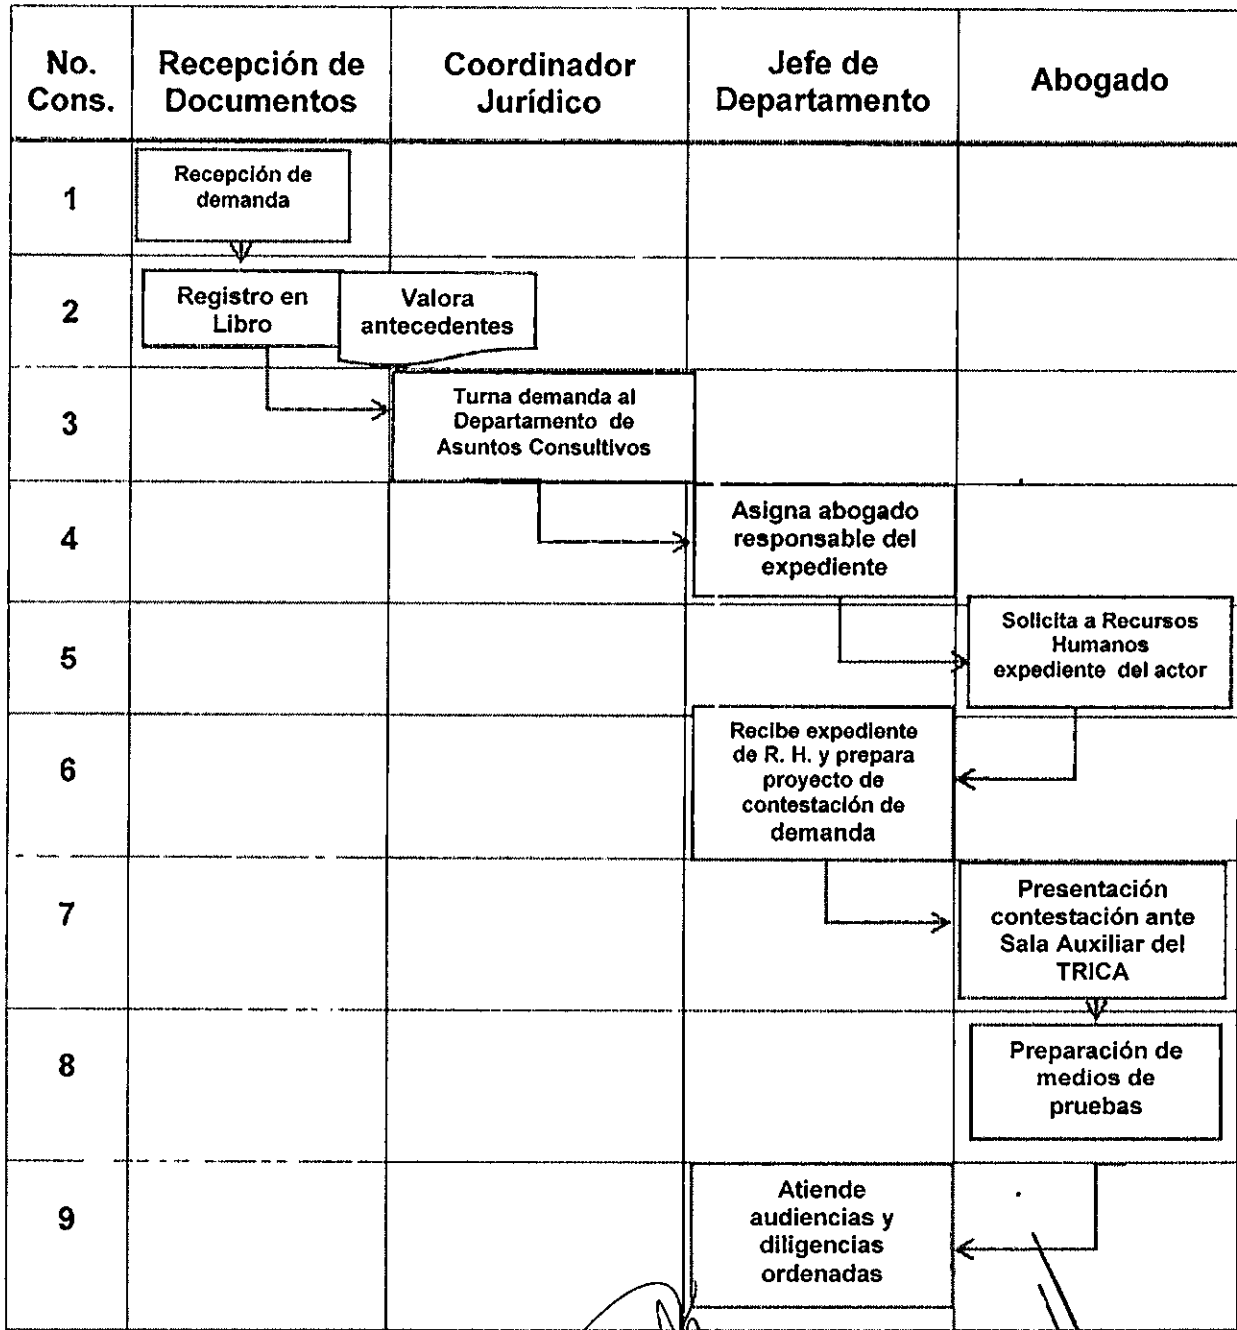 No.
Cons.
Recepción de
Documentos
Coordinador
Jurídico
Jefe de
Departamento
Abogado
1
Recepción de
demanda
2
Registro en
Libro
Valora
antecedentes
3
Turna demanda al
Departamento de
Asuntos Consultivos
4
Asigna abogado
responsable del
expediente
5
Solicita a Recursos
Humanos
expediente del actor
6
Recibe expediente
de R. H. y prepara
proyecto de
contestación de
demanda
7
Presentación
contestación ante
Sala Auxiliar del
TRICA
8
Preparación de
medios de
pruebas
9
Atiende
audiencias y
diligencias
ordenadas